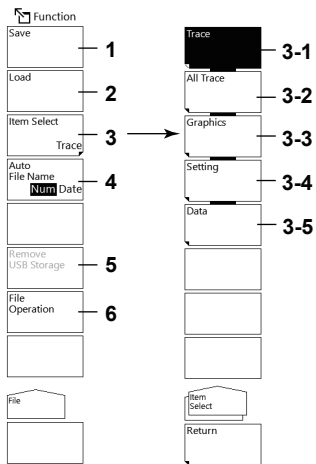 Function
Save
1
Load
2
Item Select
Trace
3
Auto
File Name
Num Date
4
Remove
USB Storage
5
File
Operation
6
File
Trace
3-1
All Trace
3-2
Graphics
3-3
Setting
3-4
Data
3-5
Item
Select
Return